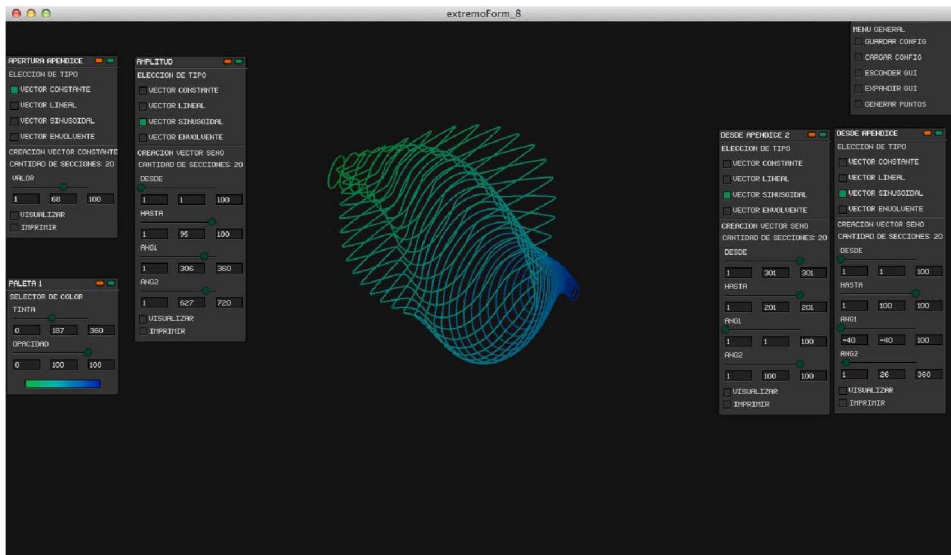 extremoForm_8
APERTURA APENDICE
ELECCION DE TIPO
VECTOR CONSTANTE
VECTOR LINEAL
VECTOR SINUSOIDAL
VECTOR ENVOLVENTE
CREACION VECTOR CONSTANTE
CANTIDAD DE SECCIONES: 20
VALOR
1 68 100
VISUALIZAR
IMPRIMIR
PALETA 1
SELECTOR DE COLOR
TINTA
0 187 360
OPACIDAD
0 100 100
AMPLITUD
ELECCION DE TIPO
VECTOR CONSTANTE
VECTOR LINEAL
VECTOR SINUSOIDAL
VECTOR ENVOLVENTE
CREACION VECTOR SENO
CANTIDAD DE SECCIONES: 20
DESDE
1 1 100
HASTA
1 95 100
ANG1
1 306 360
ANG2
1 627 720
VISUALIZAR
IMPRIMIR
MENU GENERAL
GUARDAR CONFIG
CARGAR CONFIG
ESCONDER GUI
EXPANDIR GUI
GENERAR PUNTOS
DESDE APENDICE 2
ELECCION DE TIPO
VECTOR CONSTANTE
VECTOR LINEAL
VECTOR SINUSOIDAL
VECTOR ENVOLVENTE
CREACION VECTOR SENO
CANTIDAD DE SECCIONES: 20
DESDE
1 301 301
HASTA
1 201 201
ANG1
1 1 100
ANG2
1 100 100
VISUALIZAR
IMPRIMIR
DESDE APENDICE
ELECCION DE TIPO
VECTOR CONSTANTE
VECTOR LINEAL
VECTOR SINUSOIDAL
VECTOR ENVOLVENTE
CREACION VECTOR SENO
CANTIDAD DE SECCIONES: 20
DESDE
1 1 100
HASTA
1 100 100
ANG1
-40 -40 100
ANG2
1 26 360
VISUALIZAR
IMPRIMIR